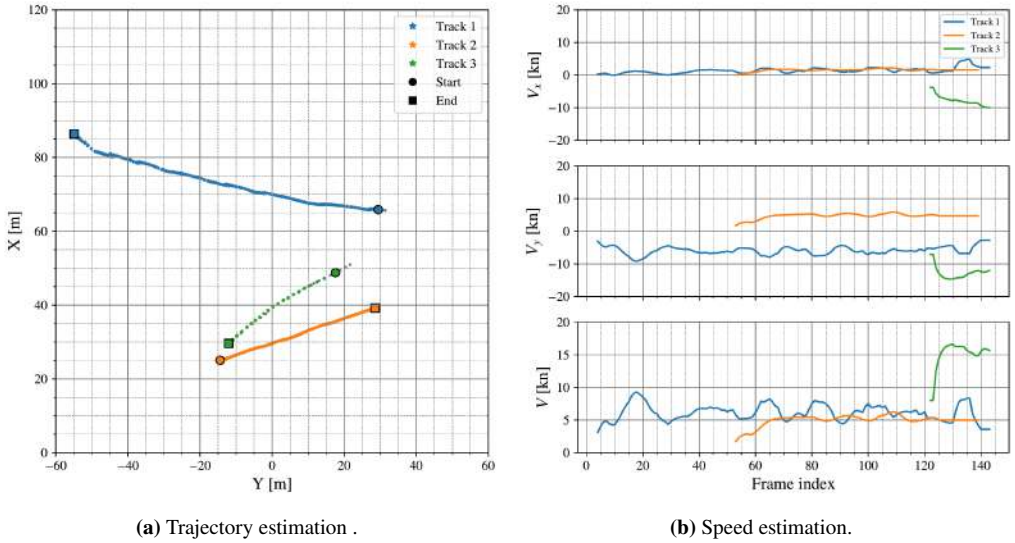 120
100
80
60
40
20
0
−60
−40
−20
0
20
40
60
X [m]
Y [m]
Track 1
Track 2
Track 3
Start
End
(a) Trajectory estimation .
20
10
0
−10
−20
Vx [kn]
Track 1
Track 2
Track 3
20
10
0
−10
−20
Vy [kn]
20
15
10
5
0
V [kn]
0
20
40
60
80
100
120
140
Frame index
(b) Speed estimation.